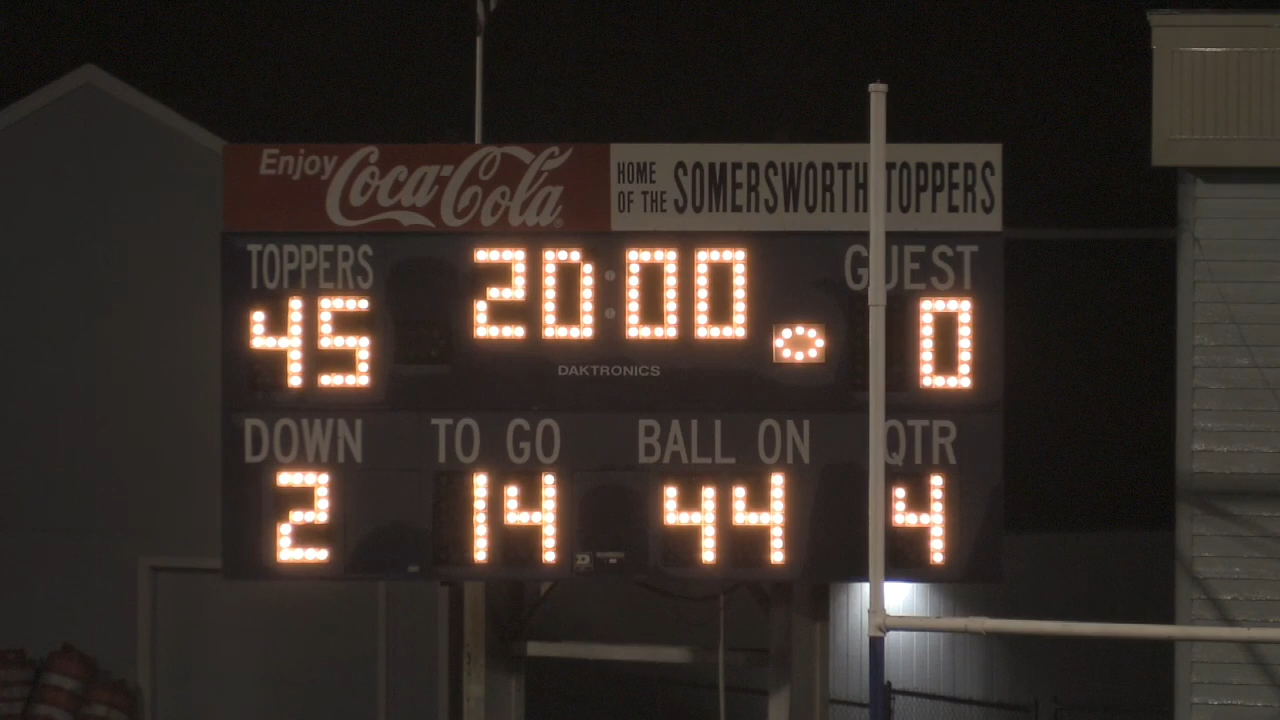 Enjoy Coca-Cola
HOME OF THE SOMERSWORTH TOPPERS
TOPPERS 20:00 GUEST
45 0
DAKTRONICS
DOWN TO GO BALL ON QTR
2 14 44 4